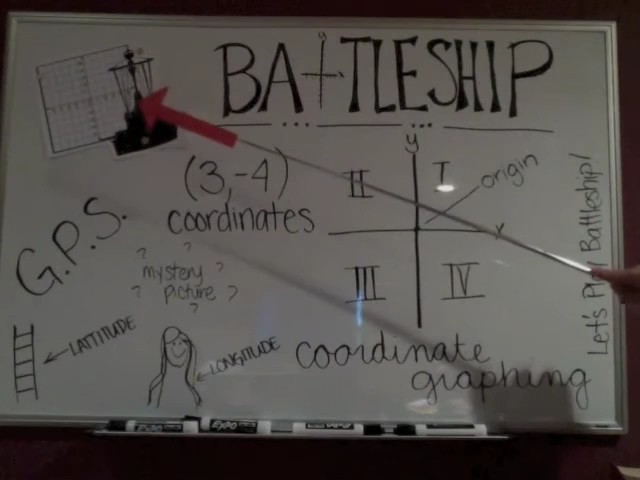 BATTLESHIP
(3,-4)
coordinates
G.P.S.
? ? ?
mystery
? picture ?
?
y
II
I
origin
x
III
IV
Let's Play Battleship!
LATTITUDE
LONGITUDE
coordinate
graphing
EXPO
EXPO